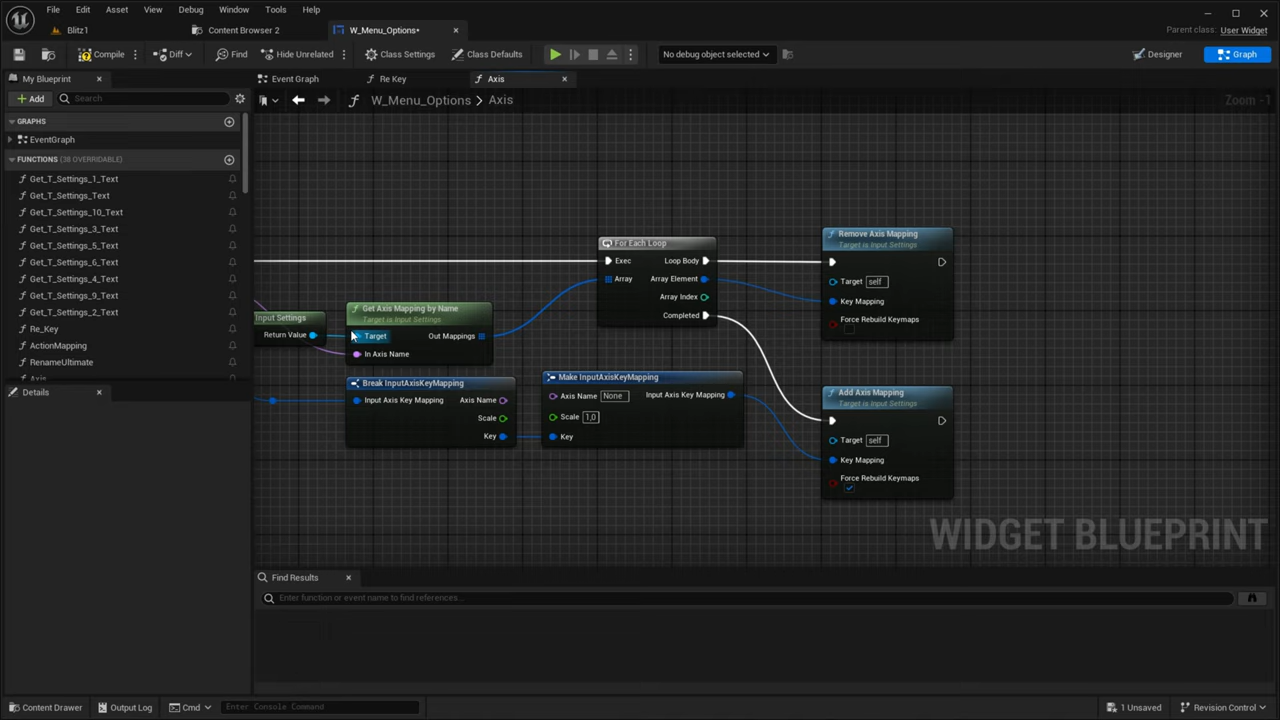 File Edit Asset View Debug Window Tools Help
Blitz1
Content Browser 2
W_Menu_Options•
Parent class: User Widget
Compile
Diff
Find
Hide Unrelated
Class Settings
Class Defaults
No debug object selected
Designer
Graph
My Blueprint
Event Graph
Re Key
Axis
Add
Search
W_Menu_Options > Axis
Zoom -1
GRAPHS
EventGraph
FUNCTIONS (38 OVERRIDABLE)
Get_T_Settings_1_Text
Get_T_Settings_Text
Get_T_Settings_10_Text
Get_T_Settings_3_Text
Get_T_Settings_5_Text
Get_T_Settings_6_Text
Get_T_Settings_4_Text
Get_T_Settings_9_Text
Get_T_Settings_2_Text
Re_Key
ActionMapping
RenameUltimate
Axis
Details
Input Settings
Return Value
Get Axis Mapping by Name
Target is Input Settings
Target
Out Mappings
In Axis Name
Break InputAxisKeyMapping
Input Axis Key Mapping
Axis Name
Scale
Key
Make InputAxisKeyMapping
Axis Name None
Input Axis Key Mapping
Scale 1,0
Key
For Each Loop
Exec
Loop Body
Array
Array Element
Array Index
Completed
Remove Axis Mapping
Target is Input Settings
Target self
Key Mapping
Force Rebuild Keymaps
Add Axis Mapping
Target is Input Settings
Target self
Key Mapping
Force Rebuild Keymaps
WIDGET BLUEPRINT
Find Results
Enter function or event name to find references...
Content Drawer
Output Log
Cmd
Enter Console Command
1 Unsaved
Revision Control